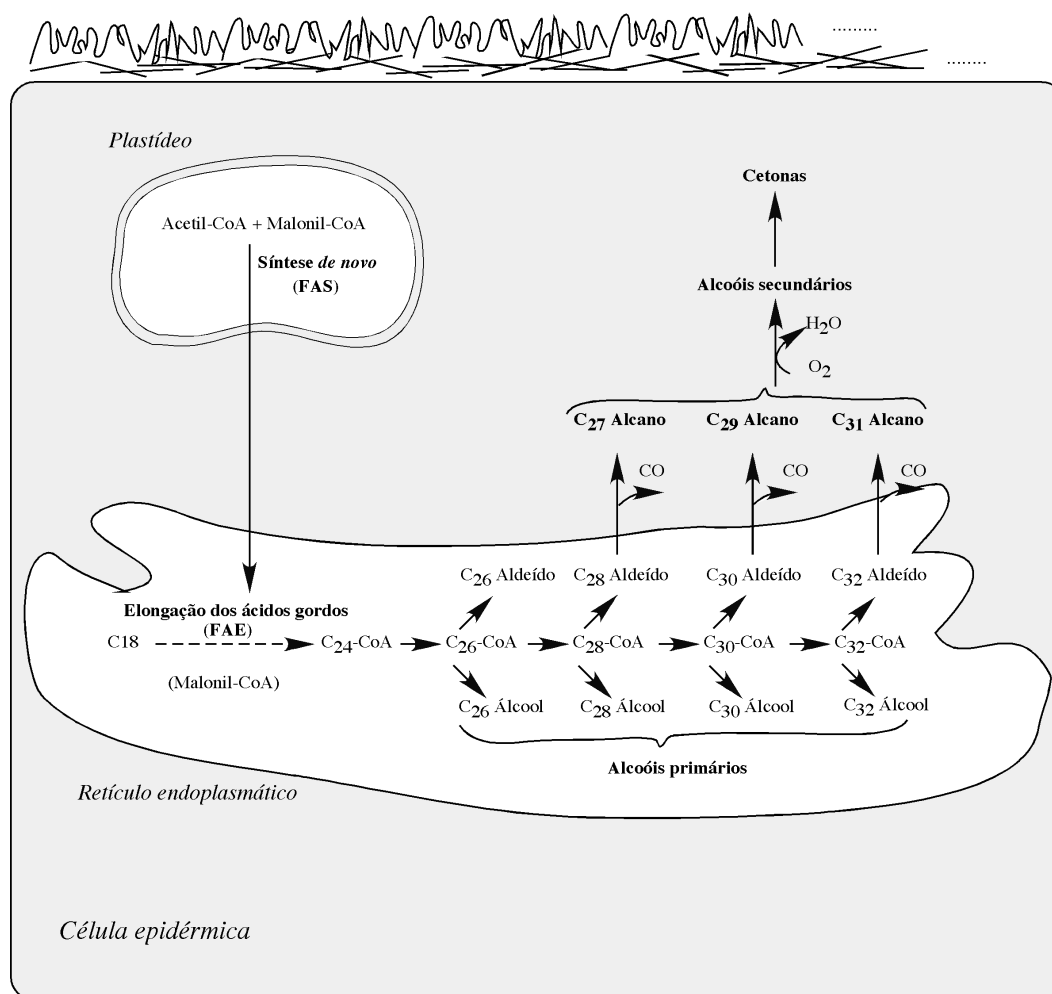 ...........
........
Plastídeo
Acetil-CoA + Malonil-CoA
Síntese de novo
(FAS)
Cetonas
Alcoóis secundários
H2O
O2
C27 Alcano C29 Alcano C31 Alcano
CO CO CO
C26 Aldeído C28 Aldeído C30 Aldeído C32 Aldeído
Elongação dos ácidos gordos
(FAE)
C18 C24-CoA C26-CoA C28-CoA C30-CoA C32-CoA
(Malonil-CoA)
C26 Álcool C28 Álcool C30 Álcool C32 Álcool
Alcoóis primários
Retículo endoplasmático
Célula epidérmica